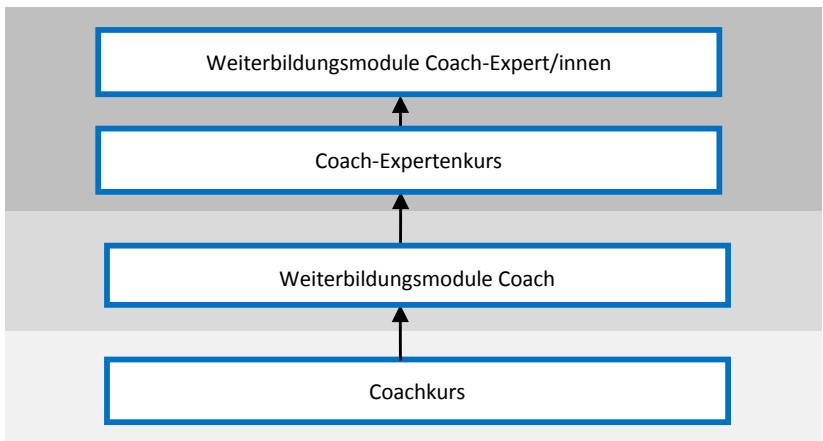 Weiterbildungsmodule Coach-Expert/innen
Coach-Expertenkurs
Weiterbildungsmodule Coach
Coachkurs